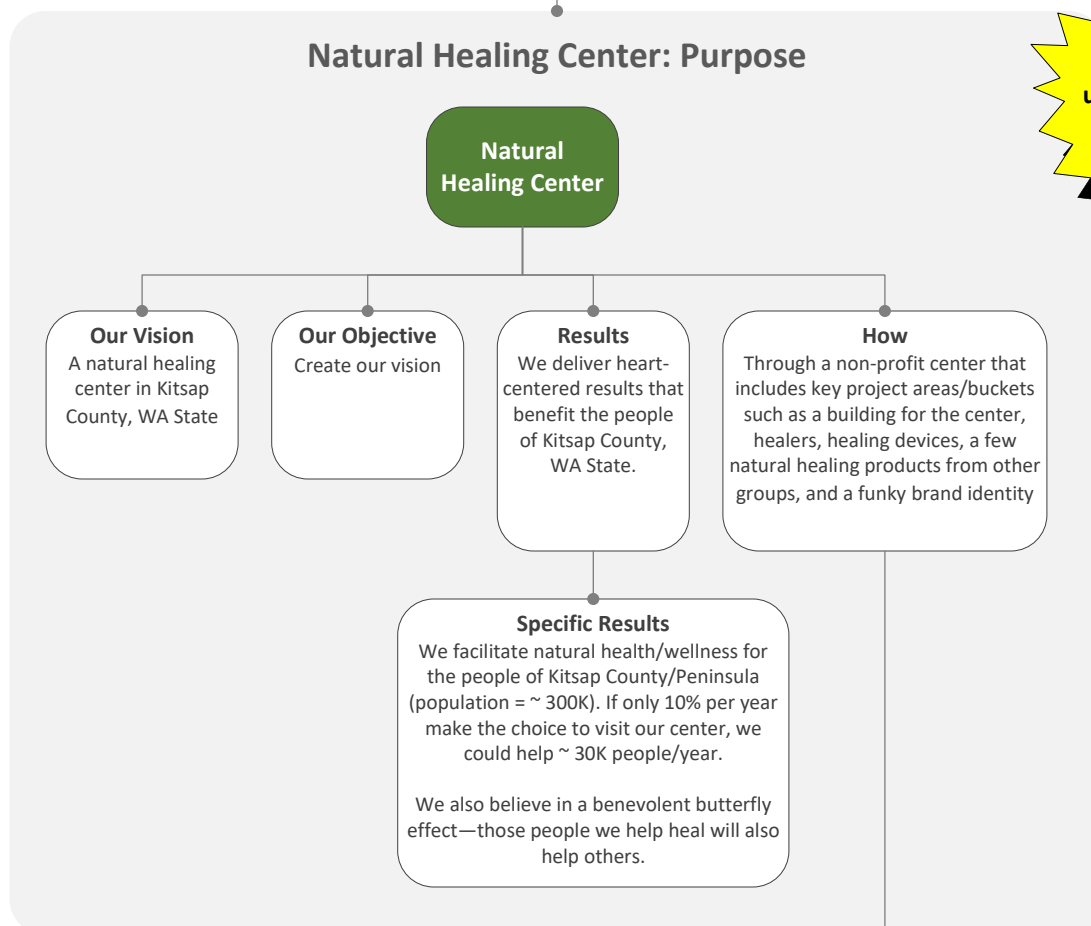 Natural Healing Center: Purpose
Natural
Healing Center
Our Vision
A natural healing
center in Kitsap
County, WA State
Our Objective
Create our vision
Results
We deliver heart-
centered results that
benefit the people
of Kitsap County,
WA State.
How
Through a non-profit center that
includes key project areas/buckets
such as a building for the center,
healers, healing devices, a few
natural healing products from other
groups, and a funky brand identity
Specific Results
We facilitate natural health/wellness for
the people of Kitsap County/Peninsula
(population = ~ 300K). If only 10% per year
make the choice to visit our center, we
could help ~ 30K people/year.
We also believe in a benevolent butterfly
effect—those people we help heal will also
help others.